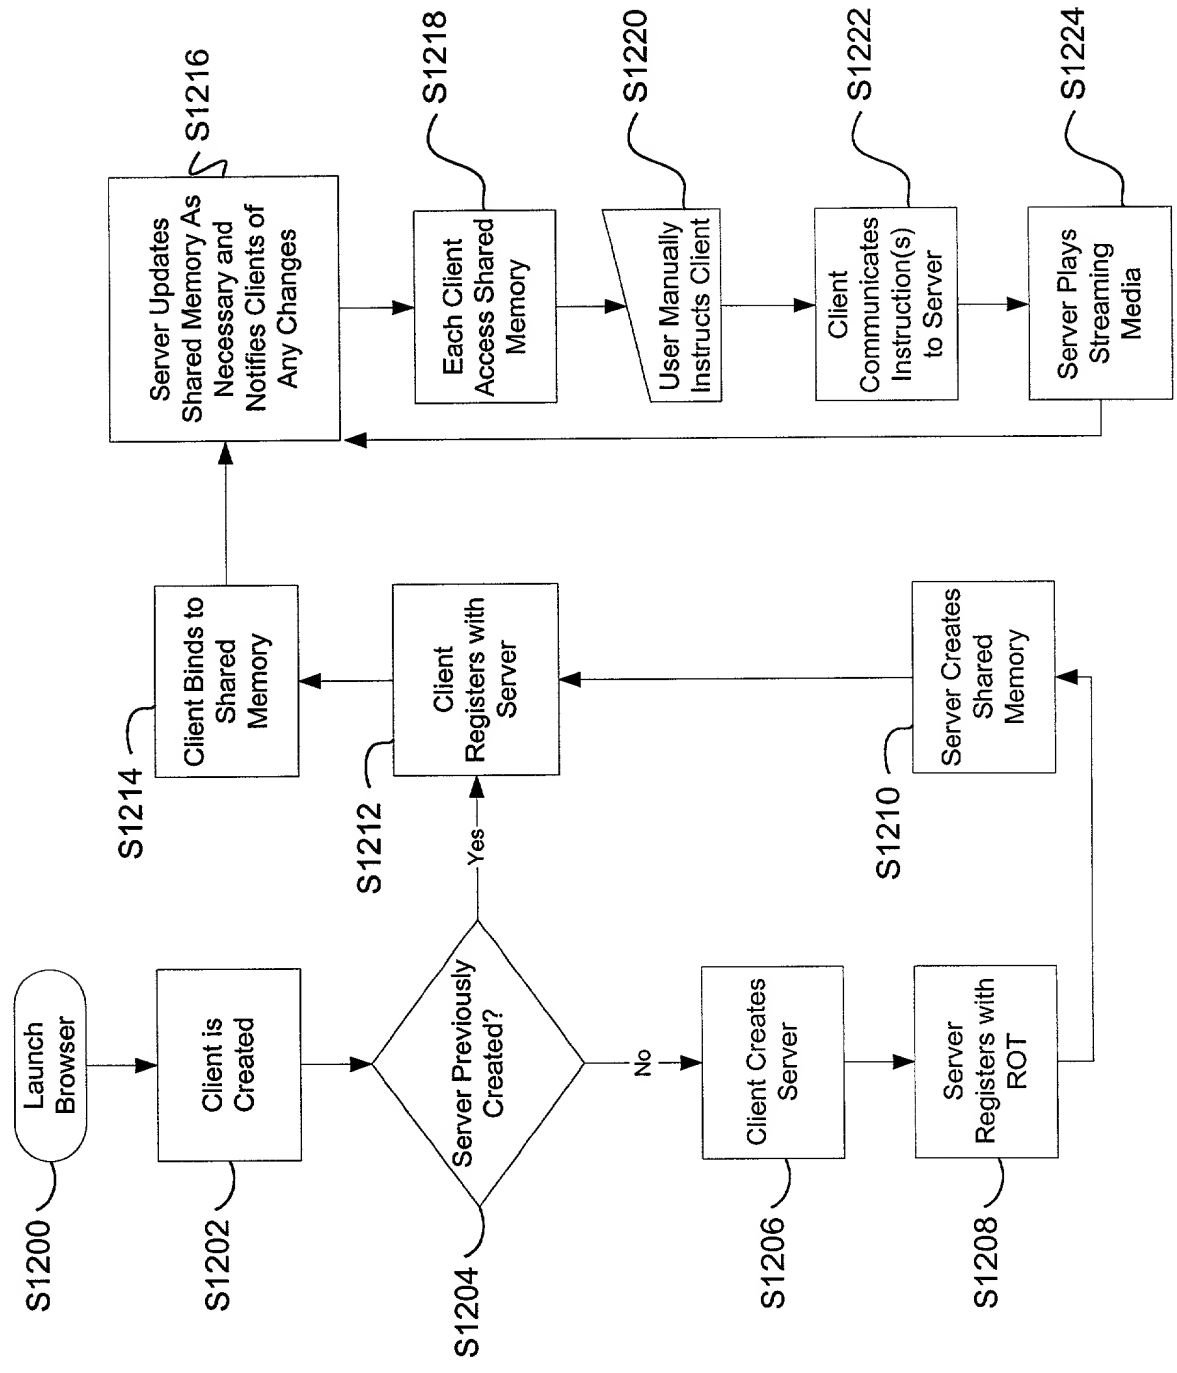 S1200
Launch
Browser
S1202
Client is
Created
S1204
Server Previously
Created?
Yes
No
S1206
Client Creates
Server
S1208
Server
Registers with
ROT
S1210
Server Creates
Shared
Memory
S1212
Client
Registers with
Server
S1214
Client Binds to
Shared
Memory
S1216
Server Updates
Shared Memory As
Necessary and
Notifies Clients of
Any Changes
S1218
Each Client
Access Shared
Memory
S1220
User Manually
Instructs Client
S1222
Client
Communicates
Instruction(s)
to Server
S1224
Server Plays
Streaming
Media